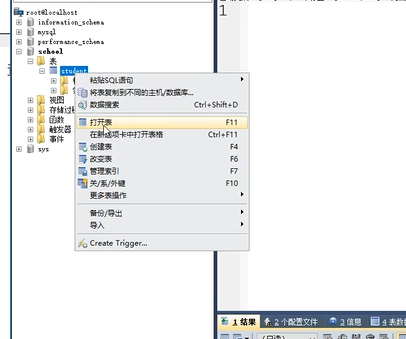 root@localhost
information_schema
mysql
performance_schema
school
表
student
视图
存储过
函数
触发器
事件
sys
粘贴SQL语句
将表复制到不同的主机/数据库...
数据搜索 Ctrl+Shift+D
打开表 F11
在新选项卡中打开表格 Ctrl+F11
创建表 F4
改变表 F6
管理索引 F7
关/系/外键 F10
更多表操作
备份/导出
导入
Create Trigger...
1
1 结果
2 个配置文件
3 信息
4 表数据
(只读)